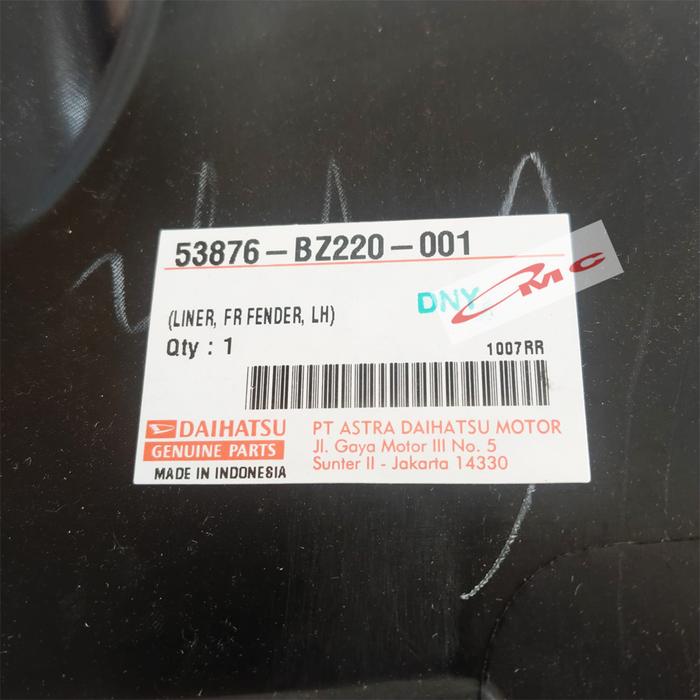 53876-BZ220-001
DNY
MC
(LINER, FR FENDER, LH)
Qty : 1
1007RR
DAIHATSU
GENUINE PARTS
MADE IN INDONESIA
PT ASTRA DAIHATSU MOTOR
Jl. Gaya Motor III No. 5
Sunter II - Jakarta 14330